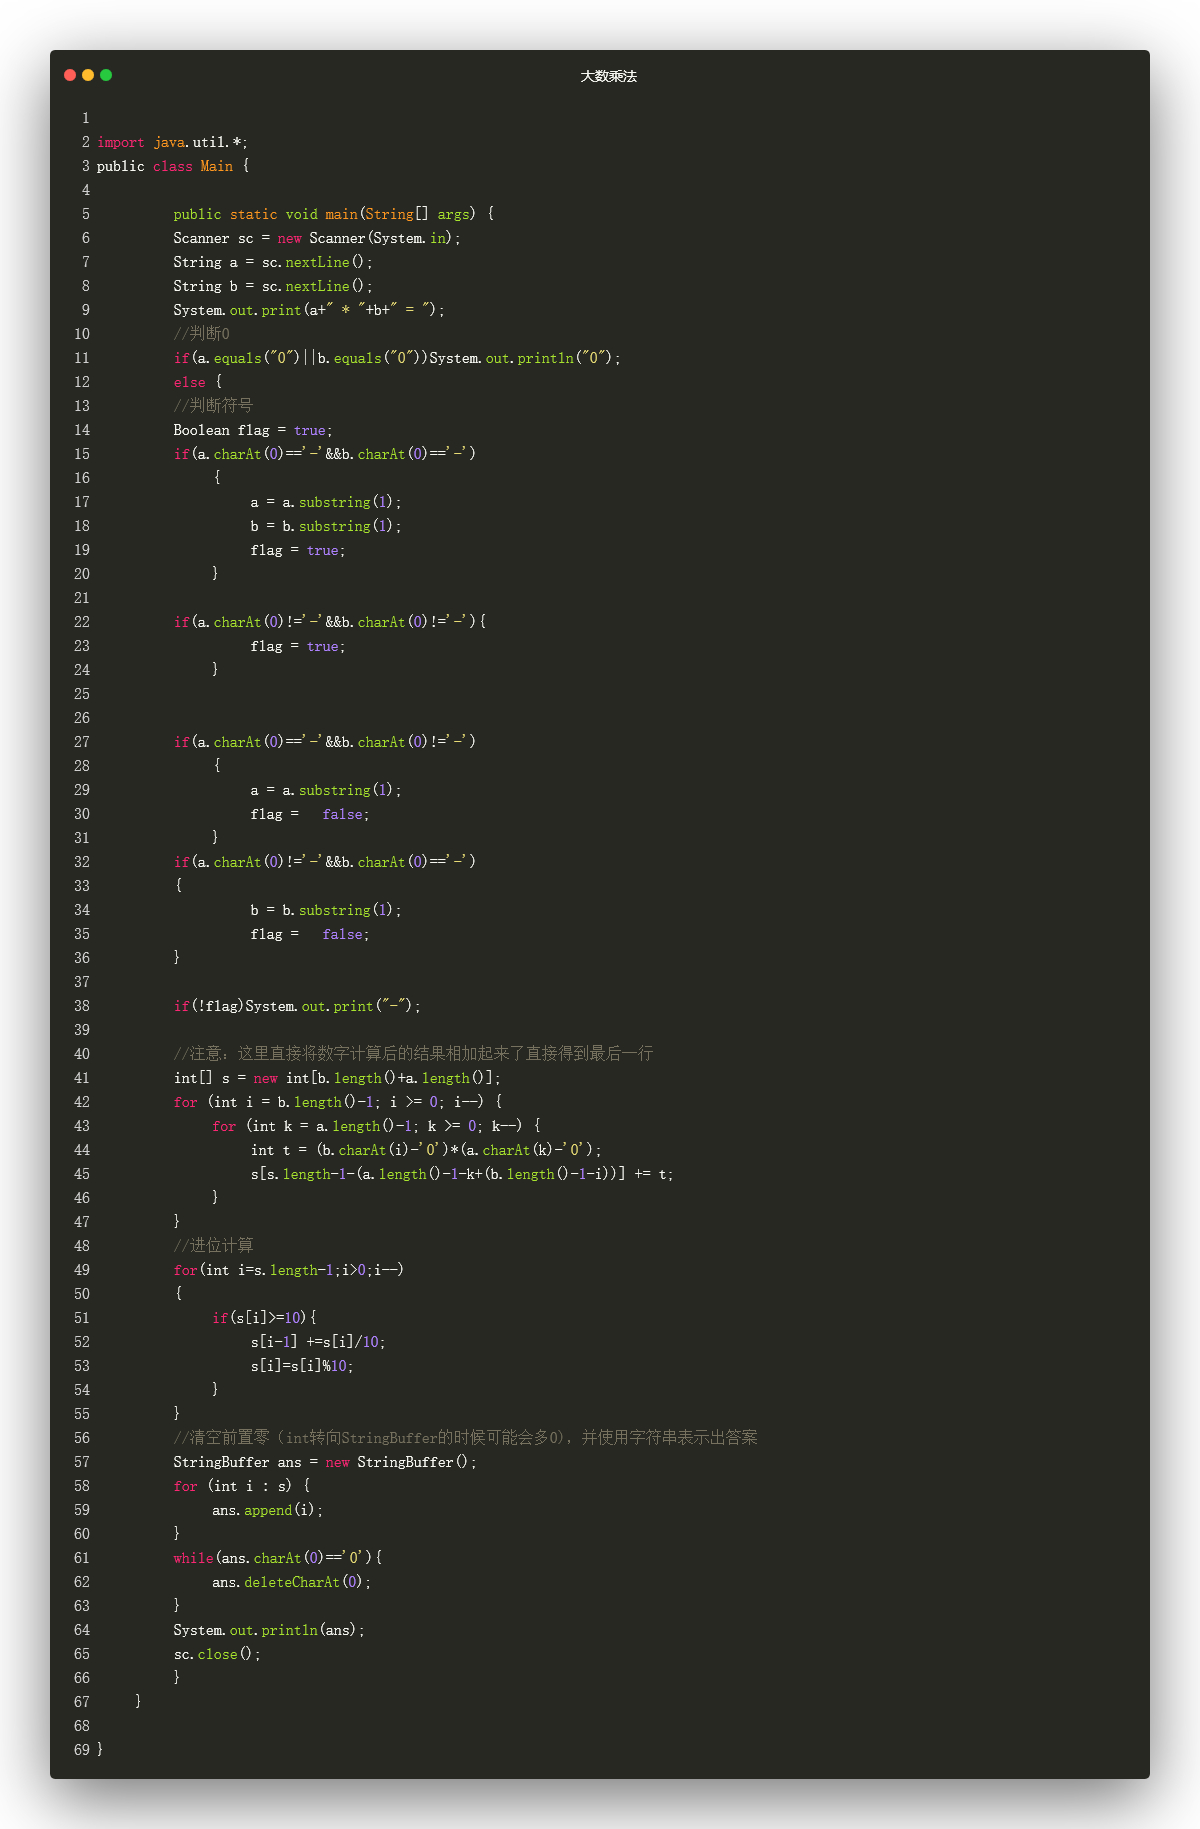 大数乘法
1
2 import java.util.*;
3 public class Main {
4
5 public static void main(String[] args) {
6 Scanner sc = new Scanner(System.in);
7 String a = sc.nextLine();
8 String b = sc.nextLine();
9 System.out.print(a+" * "+b+" = ");
10 //判断0
11 if(a.equals("0")||b.equals("0"))System.out.println("0");
12 else {
13 //判断符号
14 Boolean flag = true;
15 if(a.charAt(0)=='-'&&b.charAt(0)=='-')
16 {
17 a = a.substring(1);
18 b = b.substring(1);
19 flag = true;
20 }
21
22 if(a.charAt(0)!='-'&&b.charAt(0)!='-'){
23 flag = true;
24 }
25
26
27 if(a.charAt(0)=='-'&&b.charAt(0)!='-')
28 {
29 a = a.substring(1);
30 flag =  false;
31 }
32 if(a.charAt(0)!='-'&&b.charAt(0)=='-')
33 {
34 b = b.substring(1);
35 flag =  false;
36 }
37
38 if(!flag)System.out.print("-");
39
40 //注意：这里直接将数字计算后的结果相加起来了直接得到最后一行
41 int[] s = new int[b.length()+a.length()];
42 for (int i = b.length()-1; i >= 0; i--) {
43 for (int k = a.length()-1; k >= 0; k--) {
44 int t = (b.charAt(i)-'0')*(a.charAt(k)-'0');
45 s[s.length-1-(a.length()-1-k+(b.length()-1-i))] += t;
46 }
47 }
48 //进位计算
49 for(int i=s.length-1;i>0;i--)
50 {
51 if(s[i]>=10){
52 s[i-1] +=s[i]/10;
53 s[i]=s[i]%10;
54 }
55 }
56 //清空前置零（int转向StringBuffer的时候可能会多0)，并使用字符串表示出答案
57 StringBuffer ans = new StringBuffer();
58 for (int i : s) {
59 ans.append(i);
60 }
61 while(ans.charAt(0)=='0'){
62 ans.deleteCharAt(0);
63 }
64 System.out.println(ans);
65 sc.close();
66 }
67 }
68
69 }